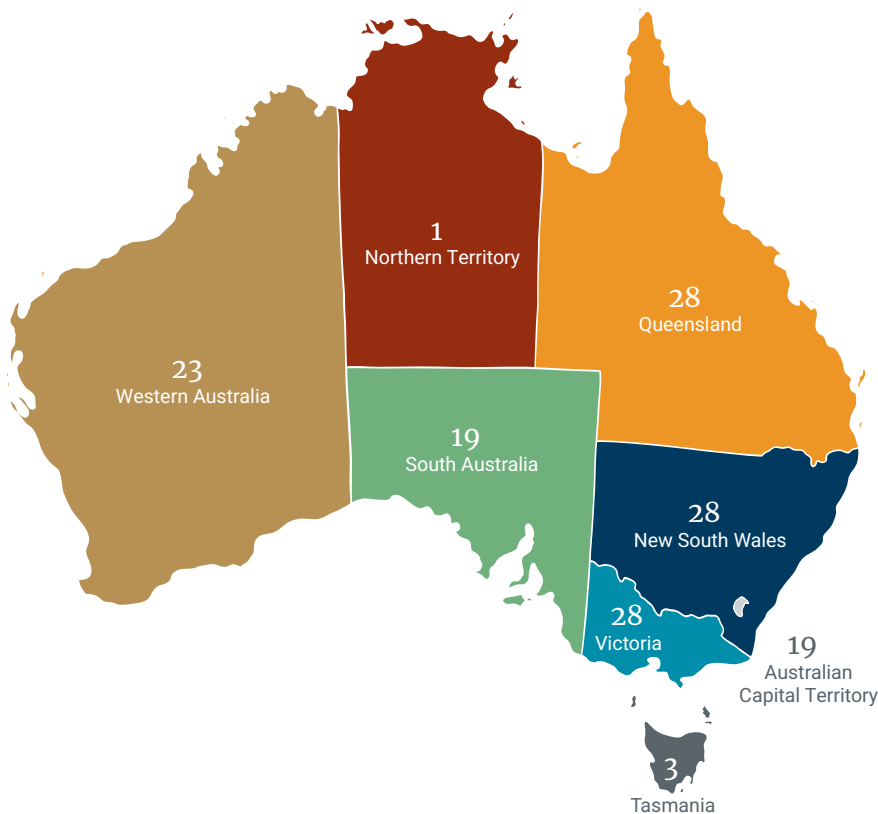 1
Northern Territory
28
Queensland
23
Western Australia
19
South Australia
28
New South Wales
28
Victoria
19
Australian
Capital Territory
3
Tasmania